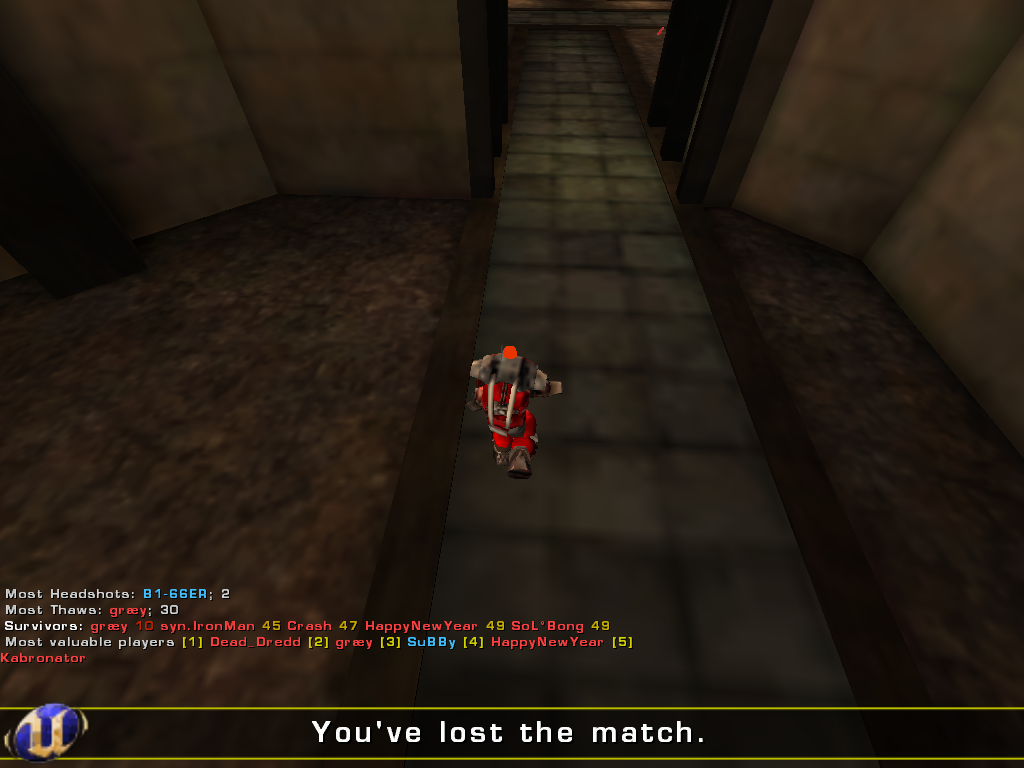 Most Headshots: B1-66ER; 2
Most Thaws: græy; 30
Survivors: græy 10 syn.IronMan 45 Crash 47 HappyNewYear 49 SoL°Bong 49
Most valuable players [1] Dead_Dredd [2] græy [3] SuBBy [4] HappyNewYear [5]
Kabronator
You've lost the match.